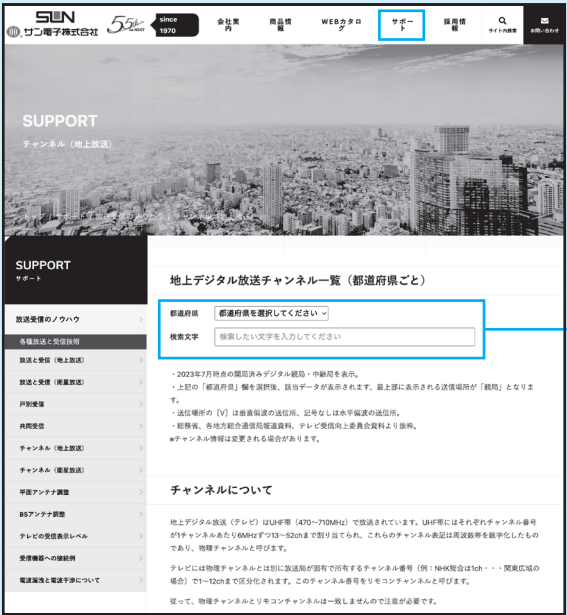 SUN
サン電子株式会社
55th
for NEXT
since
1970
会社案
内
商品情
報
WEBカタロ
グ
サポー
ト
採用情
報
サイト内検索
お問い合わせ
SUPPORT
チャンネル（地上放送）
SUPPORT
サポート
放送受信のノウハウ
各種放送と受信技術
放送と受信（地上放送）
放送と受信（衛星放送）
戸別受信
共同受信
チャンネル（地上放送）
チャンネル（衛星放送）
平面アンテナ調整
BSアンテナ調整
テレビの受信表示レベル
受信機器への接続例
電波漏洩と電波干渉について
地上デジタル放送チャンネル一覧（都道府県ごと）
都道府県 都道府県を選択してください
検索文字 検索したい文字を入力してください
・2023年7月時点の開局済みデジタル親局・中継局を表示。
・上記の「都道府県」欄を選択後、該当データが表示されます、最上部に表示される送信場所が「親局」となりま
す。
・送信場所の［V］は垂直偏波の送信所、記号なしは水平偏波の送信所。
・総務省、各地方総合通信局報道資料、テレビ受信向上委員会資料より抜粋。
※チャンネル情報は変更される場合があります。
チャンネルについて
地上デジタル放送（テレビ）はUHF帯（470～710MHz）で放送されています。UHF帯にはそれぞれチャンネル番号
が1チャンネルあたり6MHzずつ13～52chまで割り当てられ、これらのチャンネル表記は周波数帯を数字化したもの
であり、物理チャンネルと呼びます。
テレビには物理チャンネルとは別に放送局が固有で所有するチャンネル番号（例：NHK総合は1ch・・・関東広域の
場合）で1～12chまで区分化されます。このチャンネル番号をリモコンチャンネルと呼びます。
従って、物理チャンネルとリモコンチャンネルは一致しませんので注意が必要です。